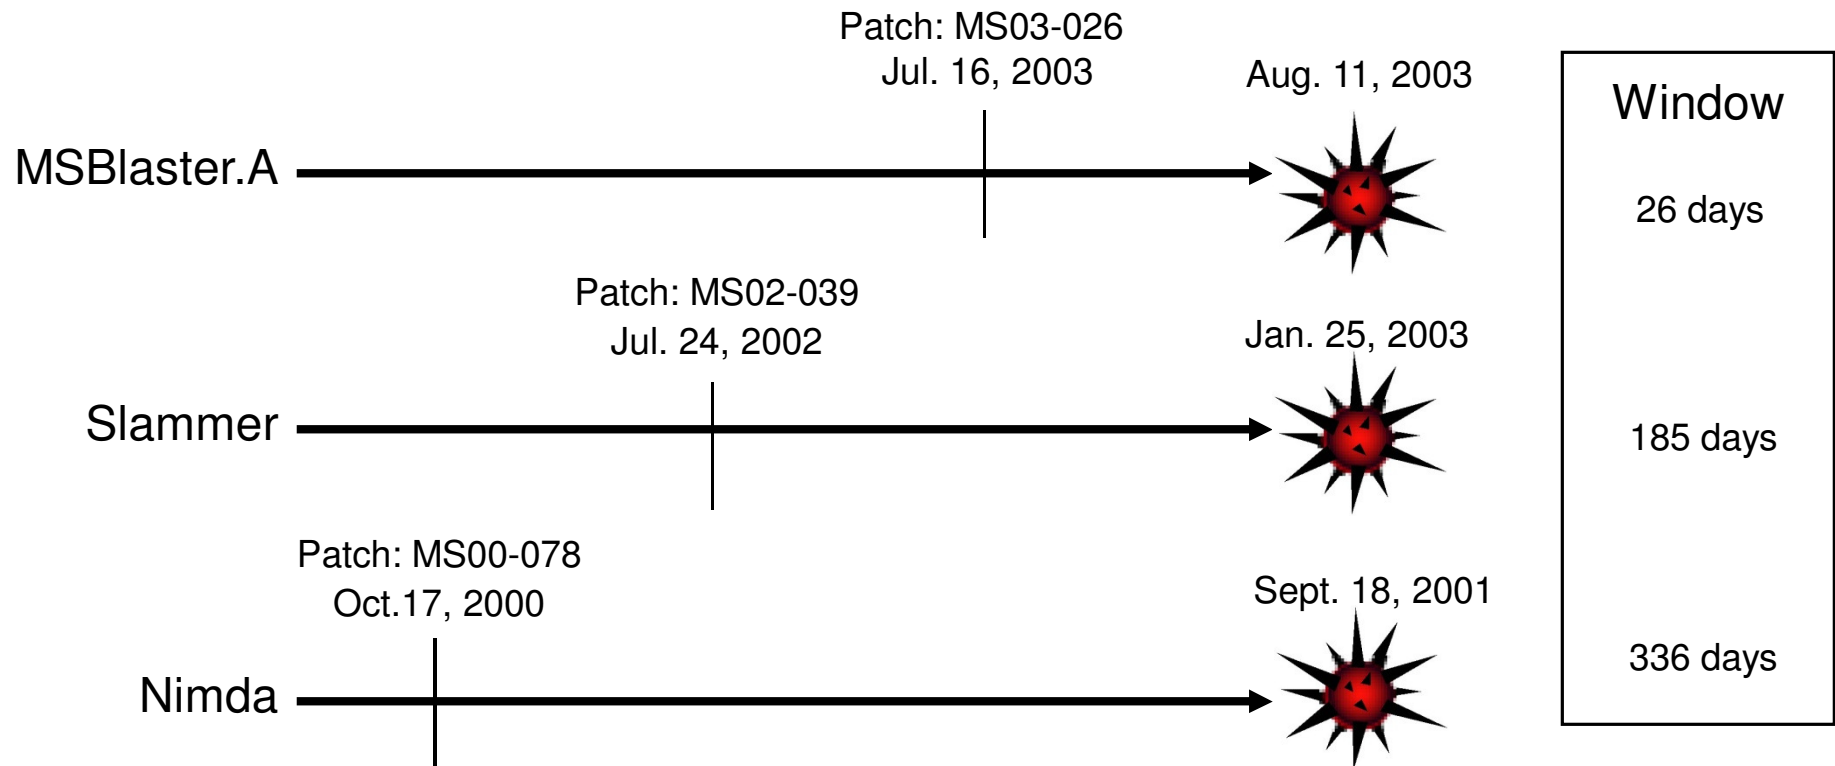 Patch: MS03-026
Jul. 16, 2003
Aug. 11, 2003
Window
MSBlaster.A
26 days
Patch: MS02-039
Jul. 24, 2002
Jan. 25, 2003
Slammer
185 days
Patch: MS00-078
Oct.17, 2000
Sept. 18, 2001
336 days
Nimda